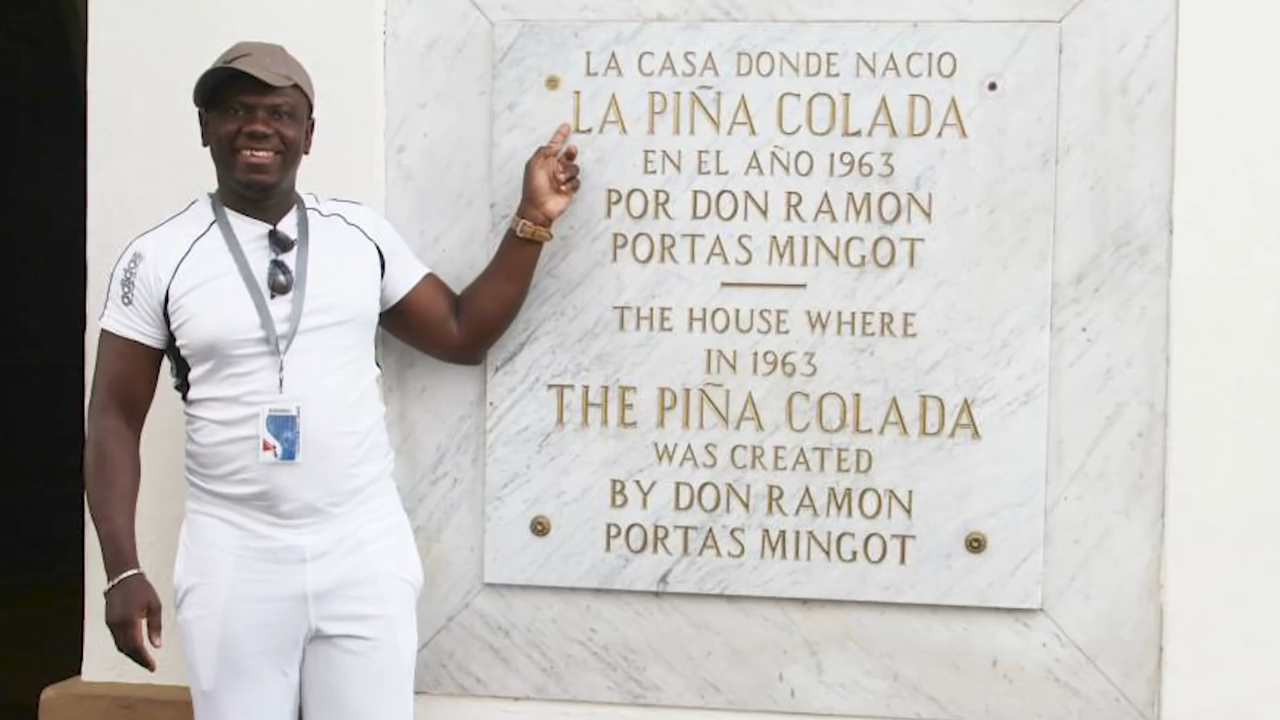 LA CASA DONDE NACIO
LA PIÑA COLADA
EN EL AÑO 1963
POR DON RAMON
PORTAS MINGOT
THE HOUSE WHERE
IN 1963
THE PIÑA COLADA
WAS CREATED
BY DON RAMON
PORTAS MINGOT
adidas